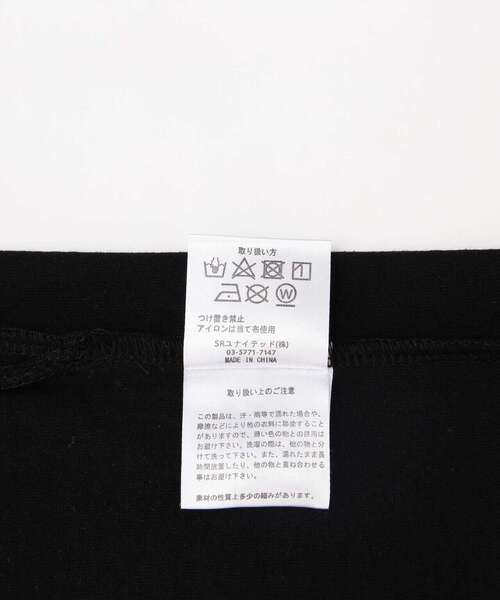 取り扱い方
W
つけ置き禁止
アイロンは当て布使用
SRユナイテッド(株)
03-5771-7147
MADE IN CHINA
取り扱い上のご注意
この製品は、汗・雨等で濡れた場合や、
摩擦などにより他の衣料に移染すること
がありますので、薄い色の物との併用は
お避け下さい。洗濯の際は、他の物と分
けて洗って下さい。また、濡れたまま長
時間放置したり、他の物と重ね合わせる
事はお避け下さい。
素材の性質上多少の縮みがあります。